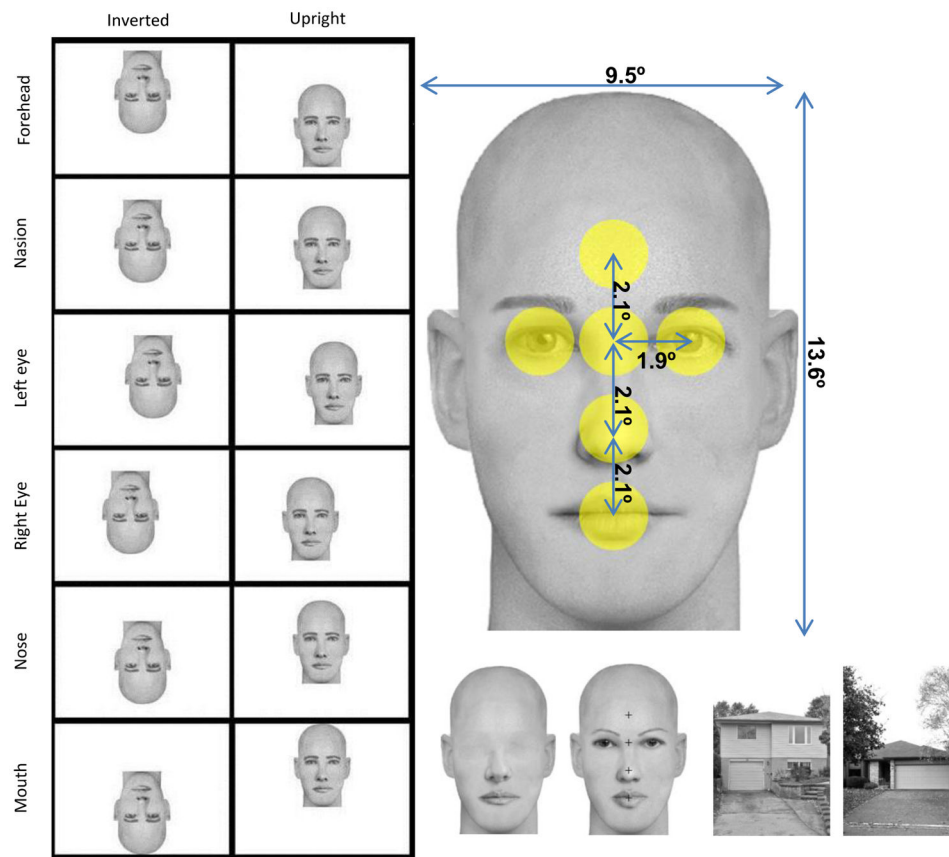 Inverted
Upright
Forehead
Nasion
Left eye
Right Eye
Nose
Mouth
9.5º
13.6º
2.1º
1.9º
2.1º
2.1º